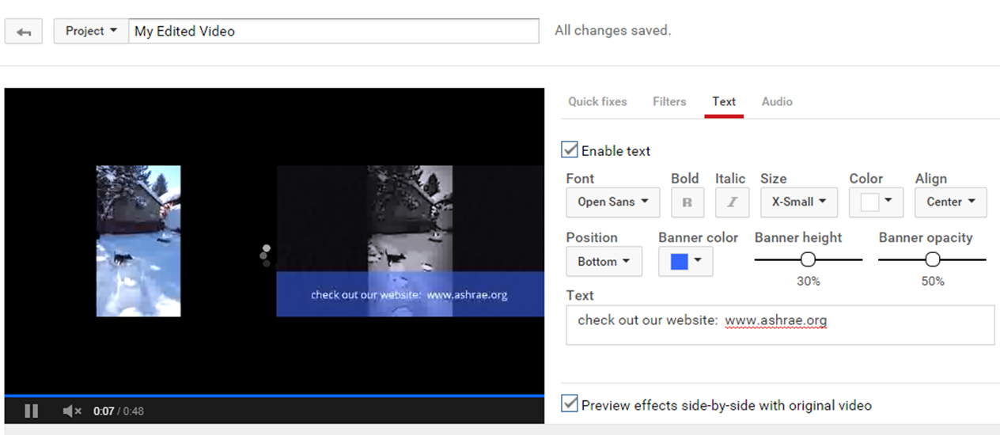 Project My Edited Video All changes saved.
Quick fixes Filters Text Audio
Enable text
Font Bold Italic Size Color Align
Open Sans B I X-Small Center
Position Banner color Banner height Banner opacity
Bottom
30% 50%
Text
check out our website:  www.ashrae.org
check out our website:  www.ashrae.org
0:07 / 0:48
Preview effects side-by-side with original video